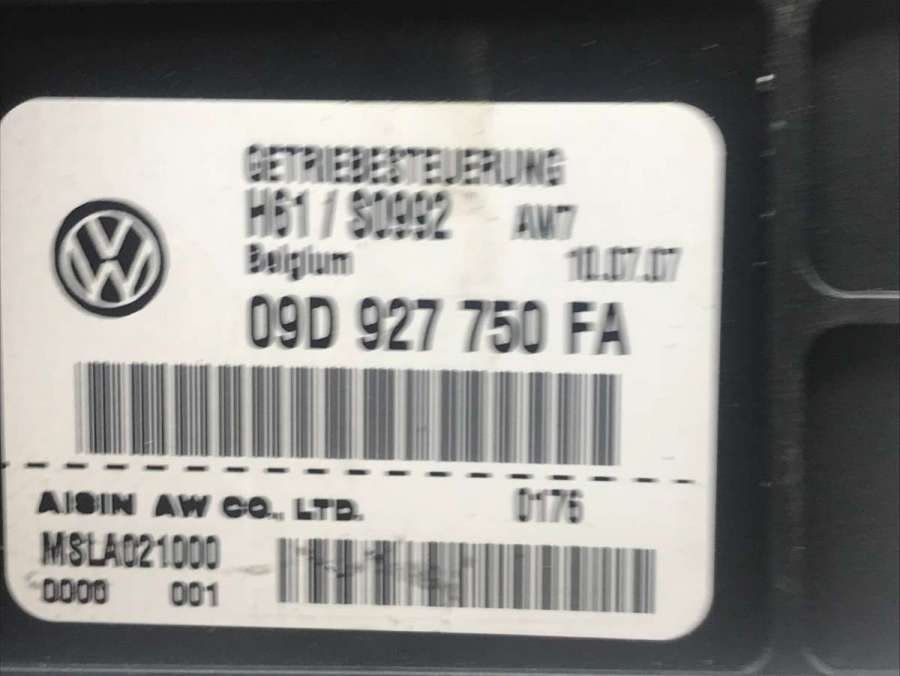 GETRIEBESTEUERUNG
H61 / S0992 AW7
Belgium 10.07.07
09D 927 750 FA
AISIN AW CO., LTD. 0176
MSLA021000
0000 001